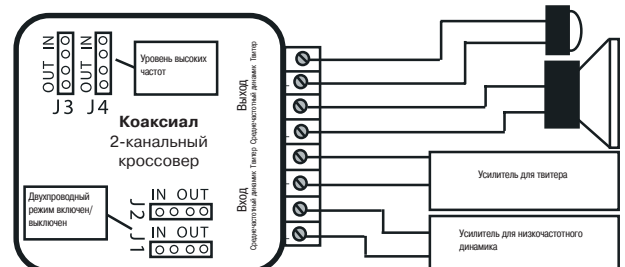 OUT IN
OUT IN
J3 J4
Уровень высоких
частот
Коаксиал
2-канальный
кроссовер
Двухпроводный
режим включен/
выключен
IN OUT
J2
IN OUT
J1
Выход
Среднечастотный динамик Твитер
Вход
Среднечастотный динамик Твитер
Усилитель для твитера
Усилитель для низкочастотного
динамика